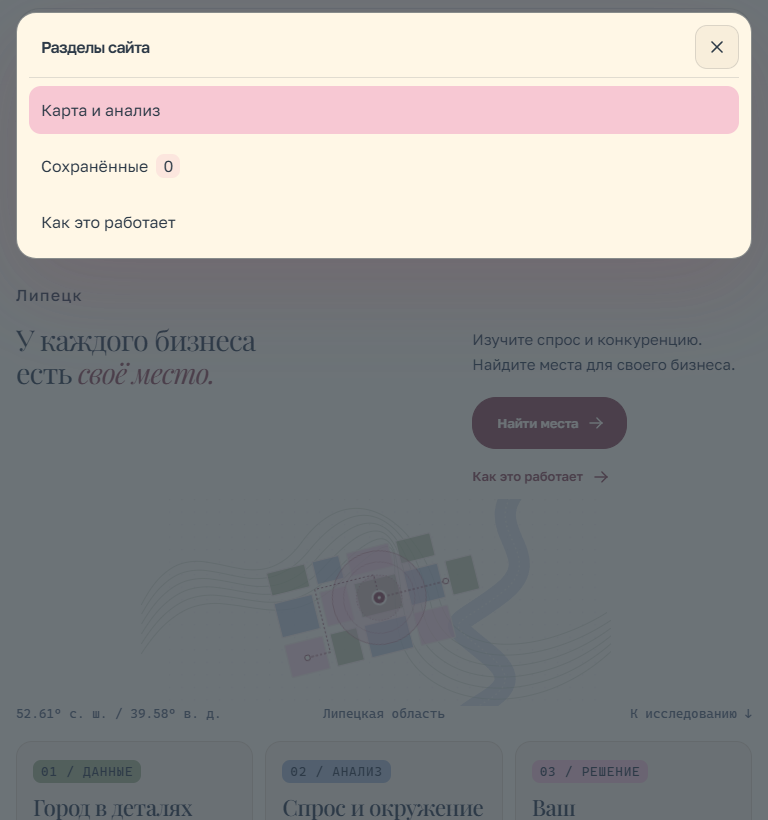 Разделы сайта
Карта и анализ
Сохранённые 0
Как это работает
Липецк
У каждого бизнеса
есть своё место.
Изучите спрос и конкуренцию.
Найдите места для своего бизнеса.
Найти места →
Как это работает →
52.61° с. ш. / 39.58° в. д.
Липецкая область
К исследованию ↓
01 / ДАННЫЕ
Город в деталях
02 / АНАЛИЗ
Спрос и окружение
03 / РЕШЕНИЕ
Ваш